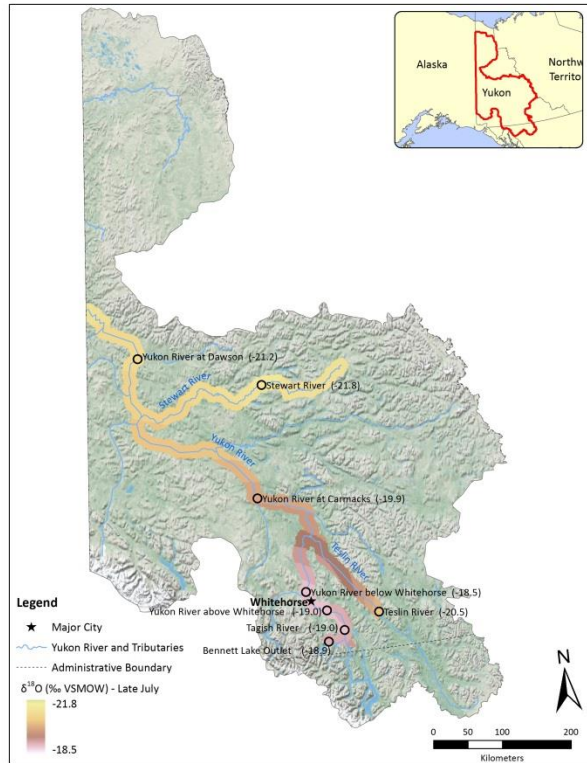 Alaska
Northw
Territo
Yukon
Yukon River at Dawson (-21.2)
Stewart River
Stewart River (-21.8)
Yukon River
Yukon River at Carmacks (-19.9)
Teslin River
Yukon River below Whitehorse (-18.5)
Whitehorse
Yukon River above Whitehorse (-19.0)
Teslin River (-20.5)
Tagish River (-19.0)
Bennett Lake Outlet (-18.9)
Legend
Major City
Yukon River and Tributaries
Administrative Boundary
δ18O (‰ VSMOW) - Late July
-21.8
-18.5
N
0 50 100 200
Kilometers